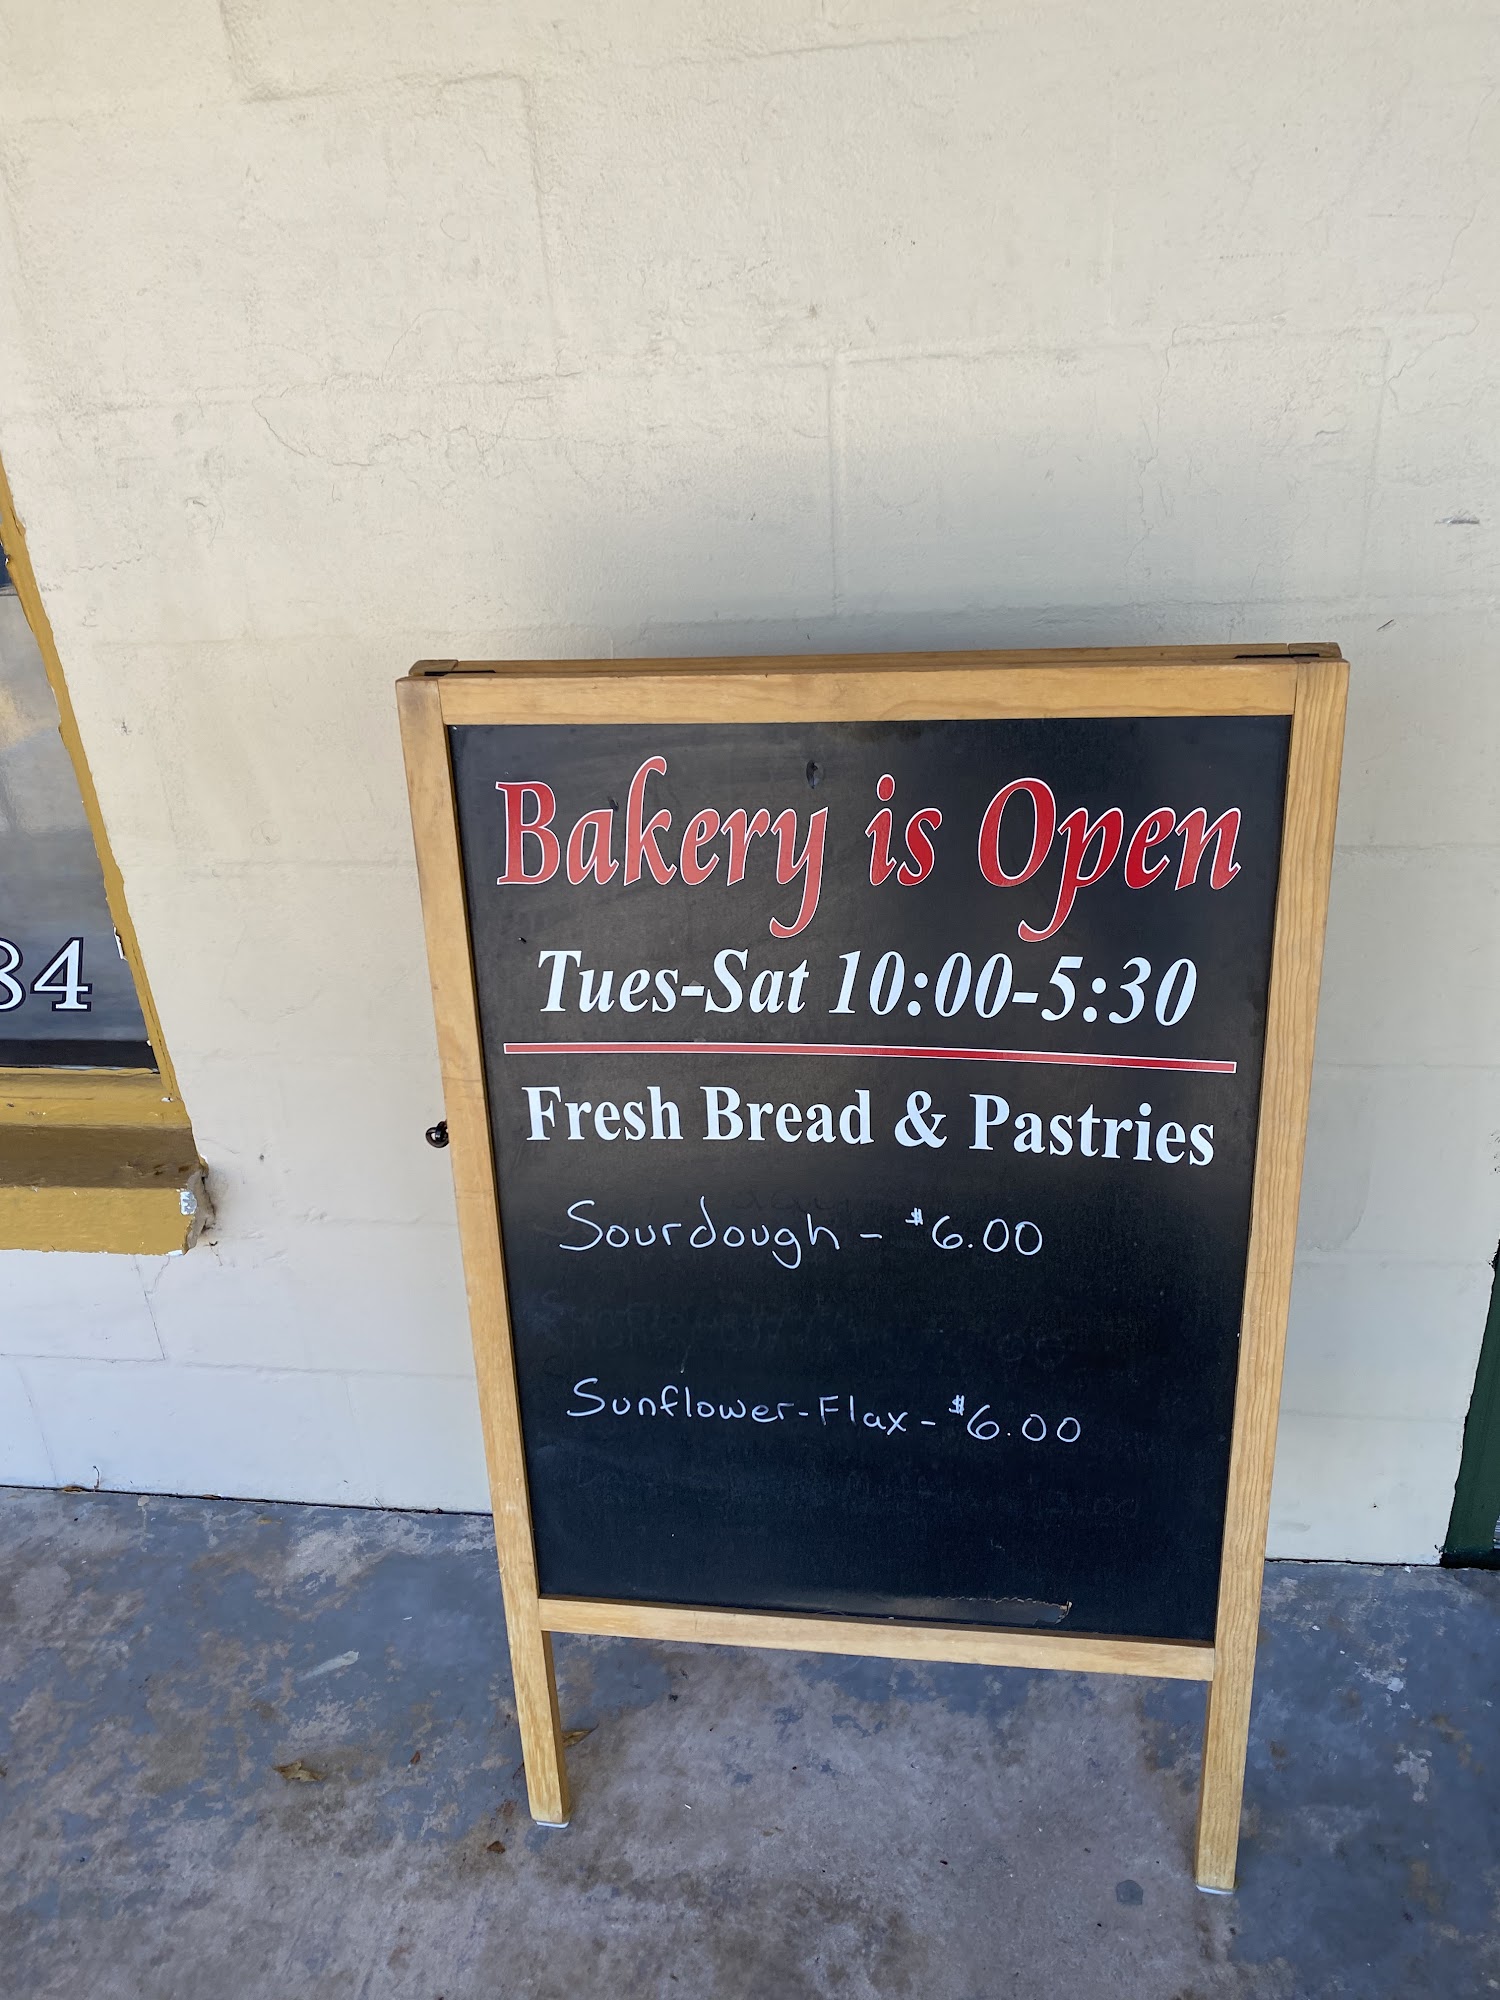 Bakery is Open
Tues-Sat 10:00-5:30
Fresh Bread & Pastries
Sourdough - $6.00
Sunflower-Flax - $6.00
84